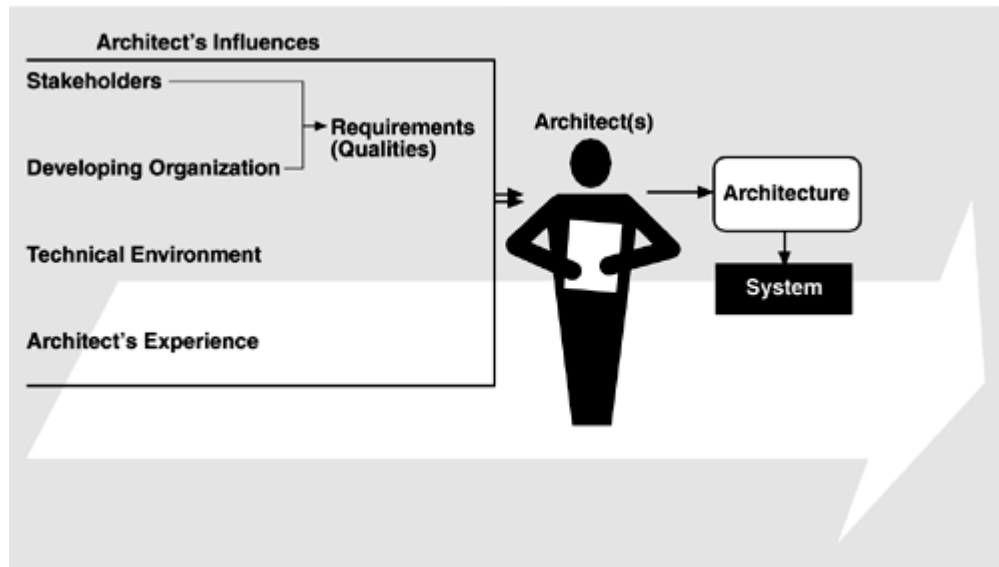 Architect's Influences
Stakeholders
Requirements
(Qualities)
Developing Organization
Technical Environment
Architect's Experience
Architect(s)
Architecture
System